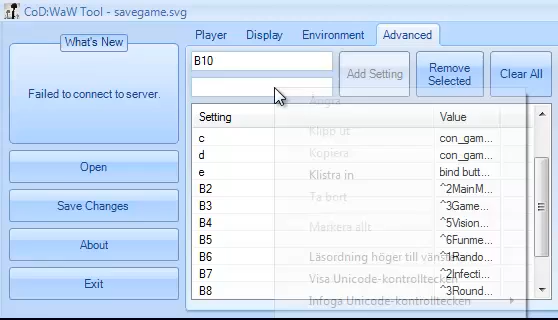 CoD:WaW Tool - savegame.svg
What's New
Failed to connect to server.
Open
Save Changes
About
Exit
Player Display Environment Advanced
B10
Add Setting
Remove Selected
Clear All
Setting Value
c con_gam...
d con_gam...
e bind butt...
B2 ^2MainM...
B3 ^3Game...
B4 ^5Vision...
B5 ^6Funme...
B6 ^1Rando...
B7 ^2Infecti...
B8 ^3Round...
Ångra
Klipp ut
Kopiera
Klistra in
Ta bort
Markera allt
Läsordning höger till vänster
Visa Unicode-kontrolltecken
Infoga Unicode-kontrolltecken